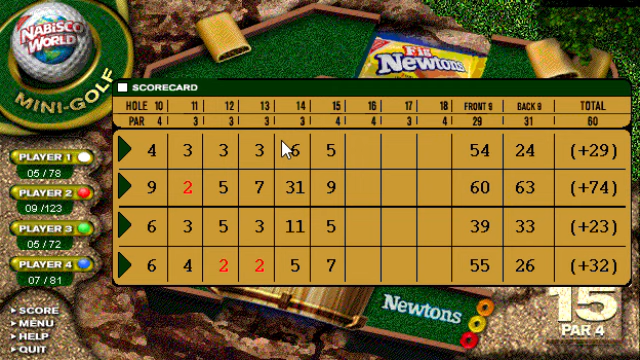 NABISCO
WORLD
MINI-GOLF
Fig
Newtons
SCORECARD
HOLE 10 11 12 13 14 15 16 17 18 FRONT 9 BACK 9 TOTAL
PAR 4 3 3 3 3 4 4 3 4 29 31 60
4 3 3 3 6 5 54 24 (+29)
9 2 5 7 31 9 60 63 (+74)
6 3 5 3 11 5 39 33 (+23)
6 4 2 2 5 7 55 26 (+32)
PLAYER 1
05 / 78
PLAYER 2
09 /123
PLAYER 3
05 / 72
PLAYER 4
07 / 81
SCORE
MENU
HELP
QUIT
Newtons
15
PAR 4